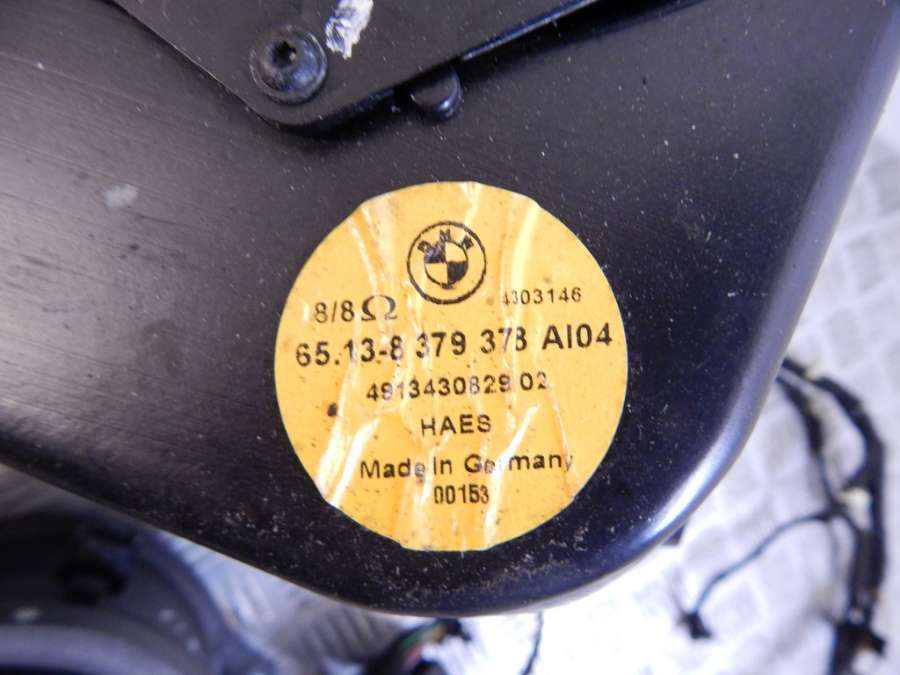 BMW
8/8Ω 4303146
65.13-8 379 378 AI04
4913430829 02
HAES
Made in Germany
00153